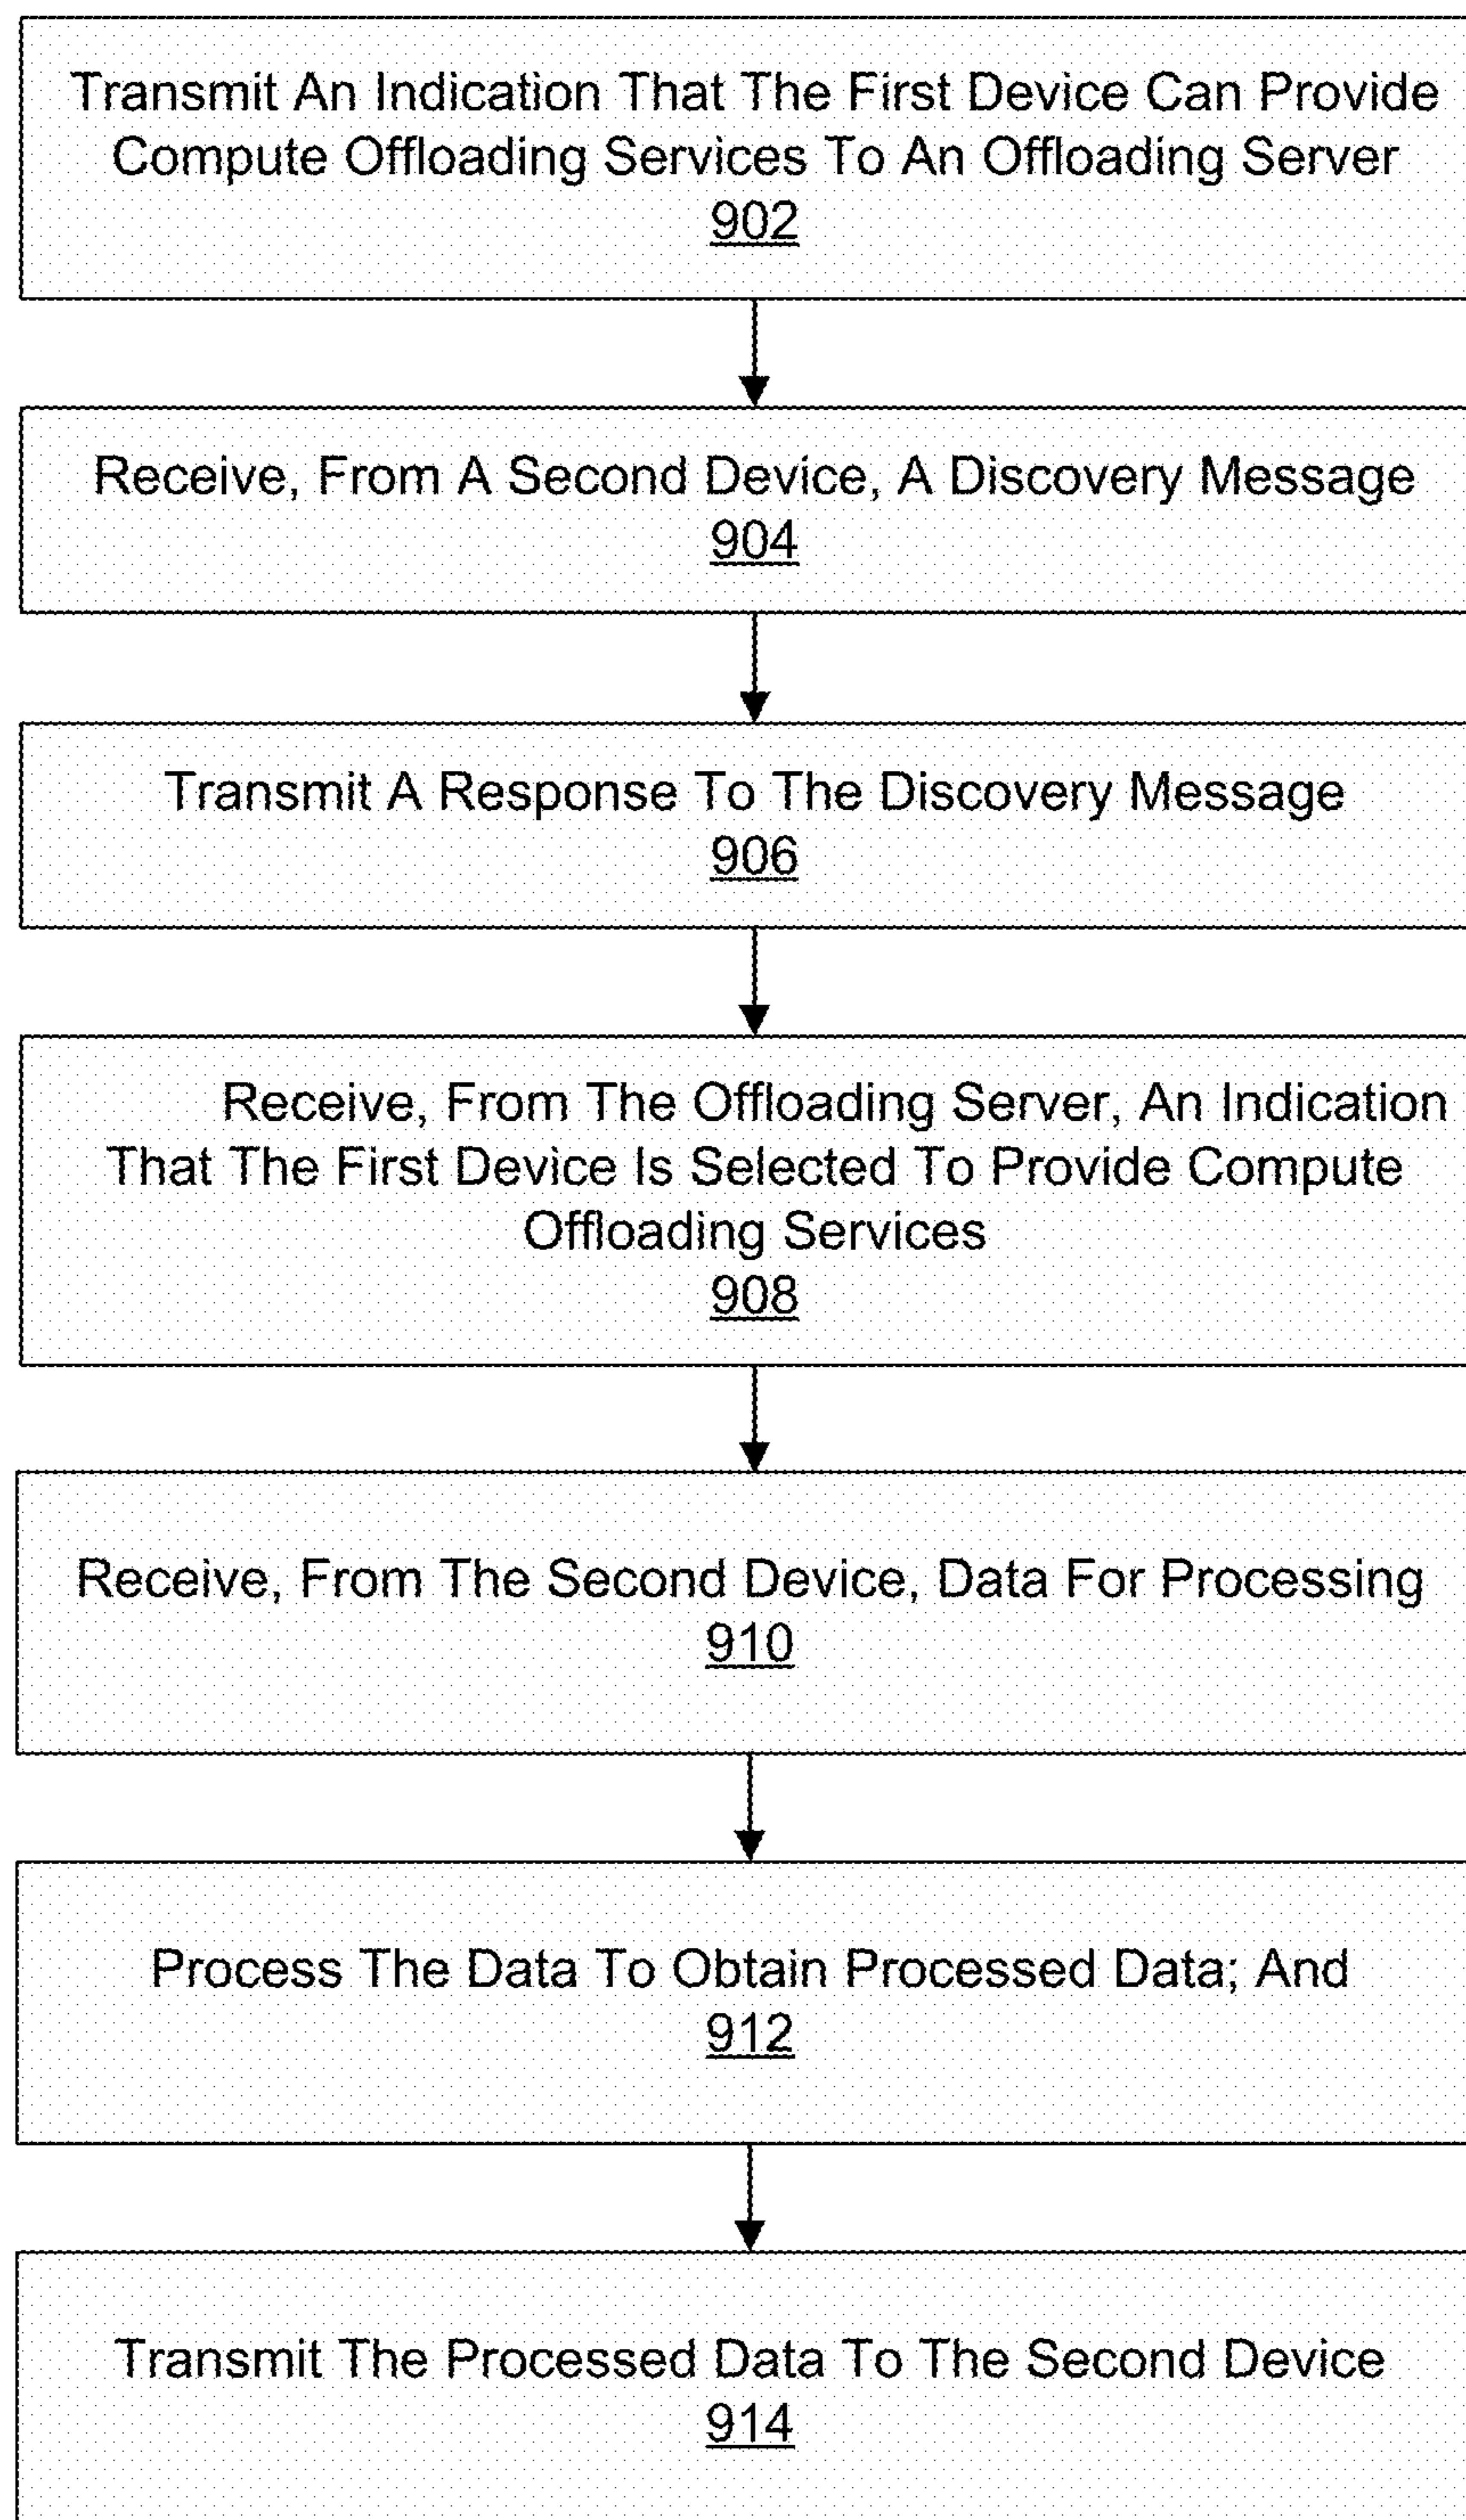 Transmit An Indication That The First Device Can Provide
Compute Offloading Services To An Offloading Server
902
Receive, From A Second Device, A Discovery Message
904
Transmit A Response To The Discovery Message
906
Receive, From The Offloading Server, An Indication
That The First Device Is Selected To Provide Compute
Offloading Services
908
Receive, From The Second Device, Data For Processing
910
Process The Data To Obtain Processed Data; And
912
Transmit The Processed Data To The Second Device
914